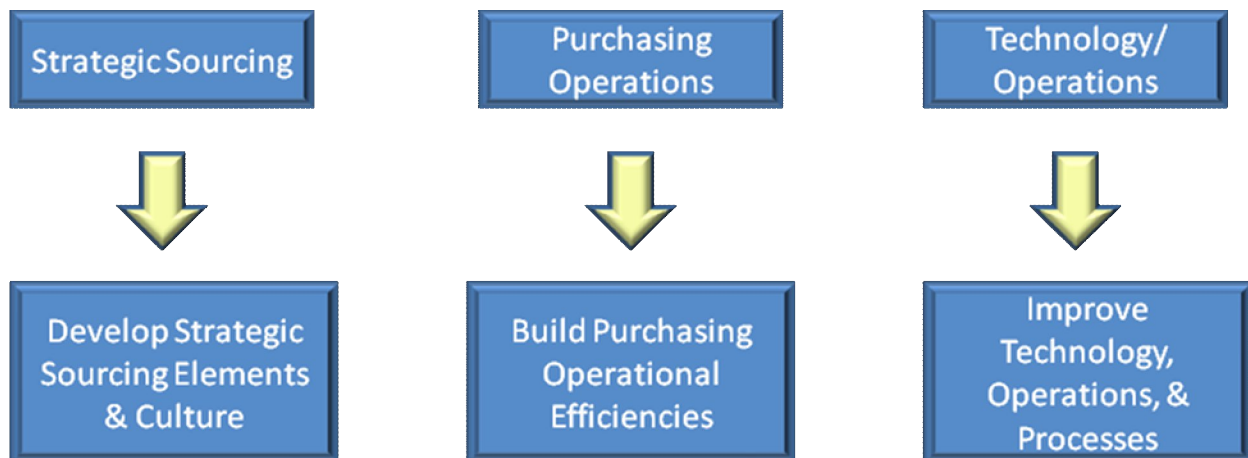 Strategic Sourcing
Purchasing
Operations
Technology/
Operations
Develop Strategic
Sourcing Elements
& Culture
Build Purchasing
Operational
Efficiencies
Improve
Technology,
Operations, &
Processes